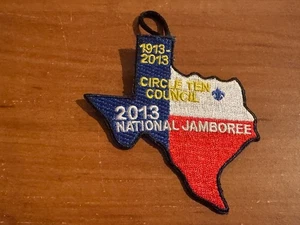 1913-
2013
CIRCLE TEN
COUNCIL
2013
NATIONAL JAMBOREE